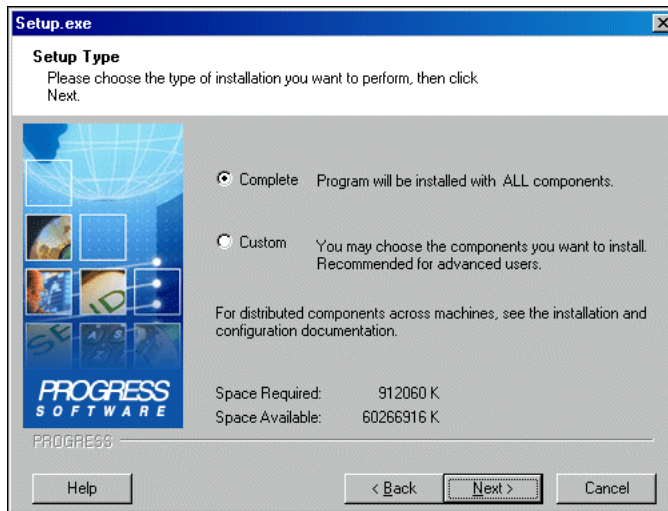 Setup.exe
Setup Type
Please choose the type of installation you want to perform, then click
Next.
Complete Program will be installed with ALL components.
Custom You may choose the components you want to install.
Recommended for advanced users.
For distributed components across machines, see the installation and
configuration documentation.
PROGRESS
SOFTWARE
Space Required: 912060 K
Space Available: 60266916 K
PROGRESS
Help < Back Next > Cancel